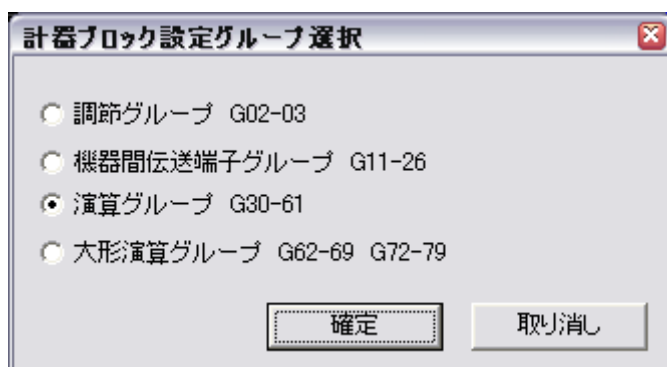 計器ブロック設定グループ選択
調節グループ G02-03
機器間伝送端子グループ G11-26
演算グループ G30-61
大形演算グループ G62-69 G72-79
確定 取り消し